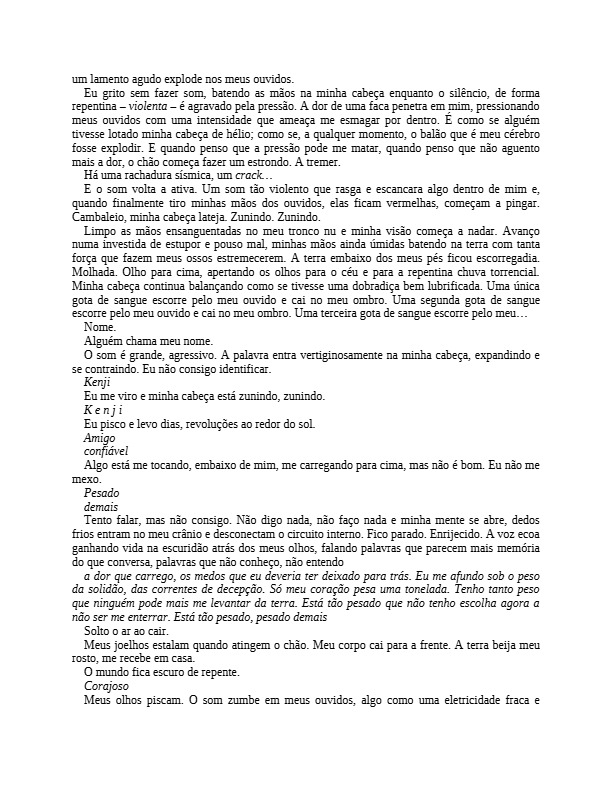 um lamento agudo explode nos meus ouvidos.
Eu grito sem fazer som, batendo as mãos na minha cabeça enquanto o silêncio, de forma
repentina – violenta – é agravado pela pressão. A dor de uma faca penetra em mim, pressionando
meus ouvidos com uma intensidade que ameaça me esmagar por dentro. É como se alguém
tivesse lotado minha cabeça de hélio; como se, a qualquer momento, o balão que é meu cérebro
fosse explodir. E quando penso que a pressão pode me matar, quando penso que não aguento
mais a dor, o chão começa fazer um estrondo. A tremer.
Há uma rachadura sísmica, um crack…
E o som volta a ativa. Um som tão violento que rasga e escancara algo dentro de mim e,
quando finalmente tiro minhas mãos dos ouvidos, elas ficam vermelhas, começam a pingar.
Cambaleio, minha cabeça lateja. Zunindo. Zunindo.
Limpo as mãos ensanguentadas no meu tronco nu e minha visão começa a nadar. Avanço
numa investida de estupor e pouso mal, minhas mãos ainda úmidas batendo na terra com tanta
força que fazem meus ossos estremecerem. A terra embaixo dos meus pés ficou escorregadia.
Molhada. Olho para cima, apertando os olhos para o céu e para a repentina chuva torrencial.
Minha cabeça continua balançando como se tivesse uma dobradiça bem lubrificada. Uma única
gota de sangue escorre pelo meu ouvido e cai no meu ombro. Uma segunda gota de sangue
escorre pelo meu ouvido e cai no meu ombro. Uma terceira gota de sangue escorre pelo meu…
Nome.
Alguém chama meu nome.
O som é grande, agressivo. A palavra entra vertiginosamente na minha cabeça, expandindo e
se contraindo. Eu não consigo identificar.
Kenji
Eu me viro e minha cabeça está zunindo, zunindo.
K e n j i
Eu pisco e levo dias, revoluções ao redor do sol.
Amigo
confiável
Algo está me tocando, embaixo de mim, me carregando para cima, mas não é bom. Eu não me
mexo.
Pesado
demais
Tento falar, mas não consigo. Não digo nada, não faço nada e minha mente se abre, dedos
frios entram no meu crânio e desconectam o circuito interno. Fico parado. Enrijecido. A voz ecoa
ganhando vida na escuridão atrás dos meus olhos, falando palavras que parecem mais memória
do que conversa, palavras que não conheço, não entendo
a dor que carrego, os medos que eu deveria ter deixado para trás. Eu me afundo sob o peso
da solidão, das correntes de decepção. Só meu coração pesa uma tonelada. Tenho tanto peso
que ninguém pode mais me levantar da terra. Está tão pesado que não tenho escolha agora a
não ser me enterrar. Está tão pesado, pesado demais
Solto o ar ao cair.
Meus joelhos estalam quando atingem o chão. Meu corpo cai para a frente. A terra beija meu
rosto, me recebe em casa.
O mundo fica escuro de repente.
Corajoso
Meus olhos piscam. O som zumbe em meus ouvidos, algo como uma eletricidade fraca e